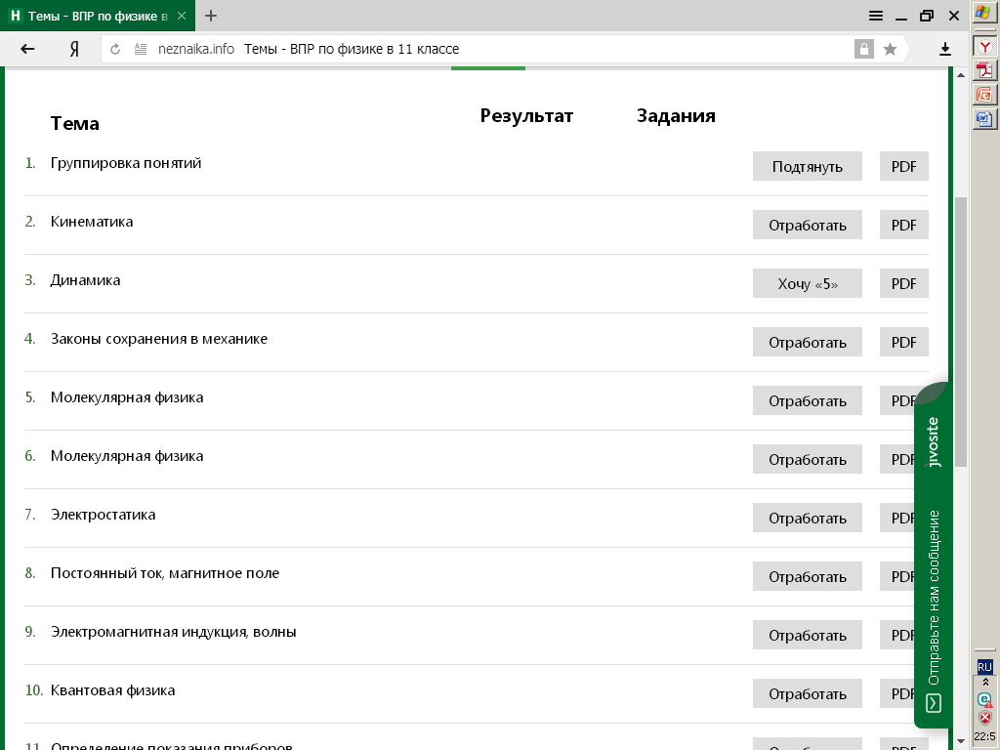 Темы - ВПР по физике в
neznaika.info Темы - ВПР по физике в 11 классе
Тема Результат Задания
1. Группировка понятий Подтянуть PDF
2. Кинематика Отработать PDF
3. Динамика Хочу «5» PDF
4. Законы сохранения в механике Отработать PDF
5. Молекулярная физика Отработать PDF
6. Молекулярная физика Отработать PDF
7. Электростатика Отработать PDF
8. Постоянный ток, магнитное поле Отработать PDF
9. Электромагнитная индукция, волны Отработать PDF
10. Квантовая физика Отработать PDF
11. Определение показания приборов Отработать PDF
jivosite
Отправьте нам сообщение
RU
22:5